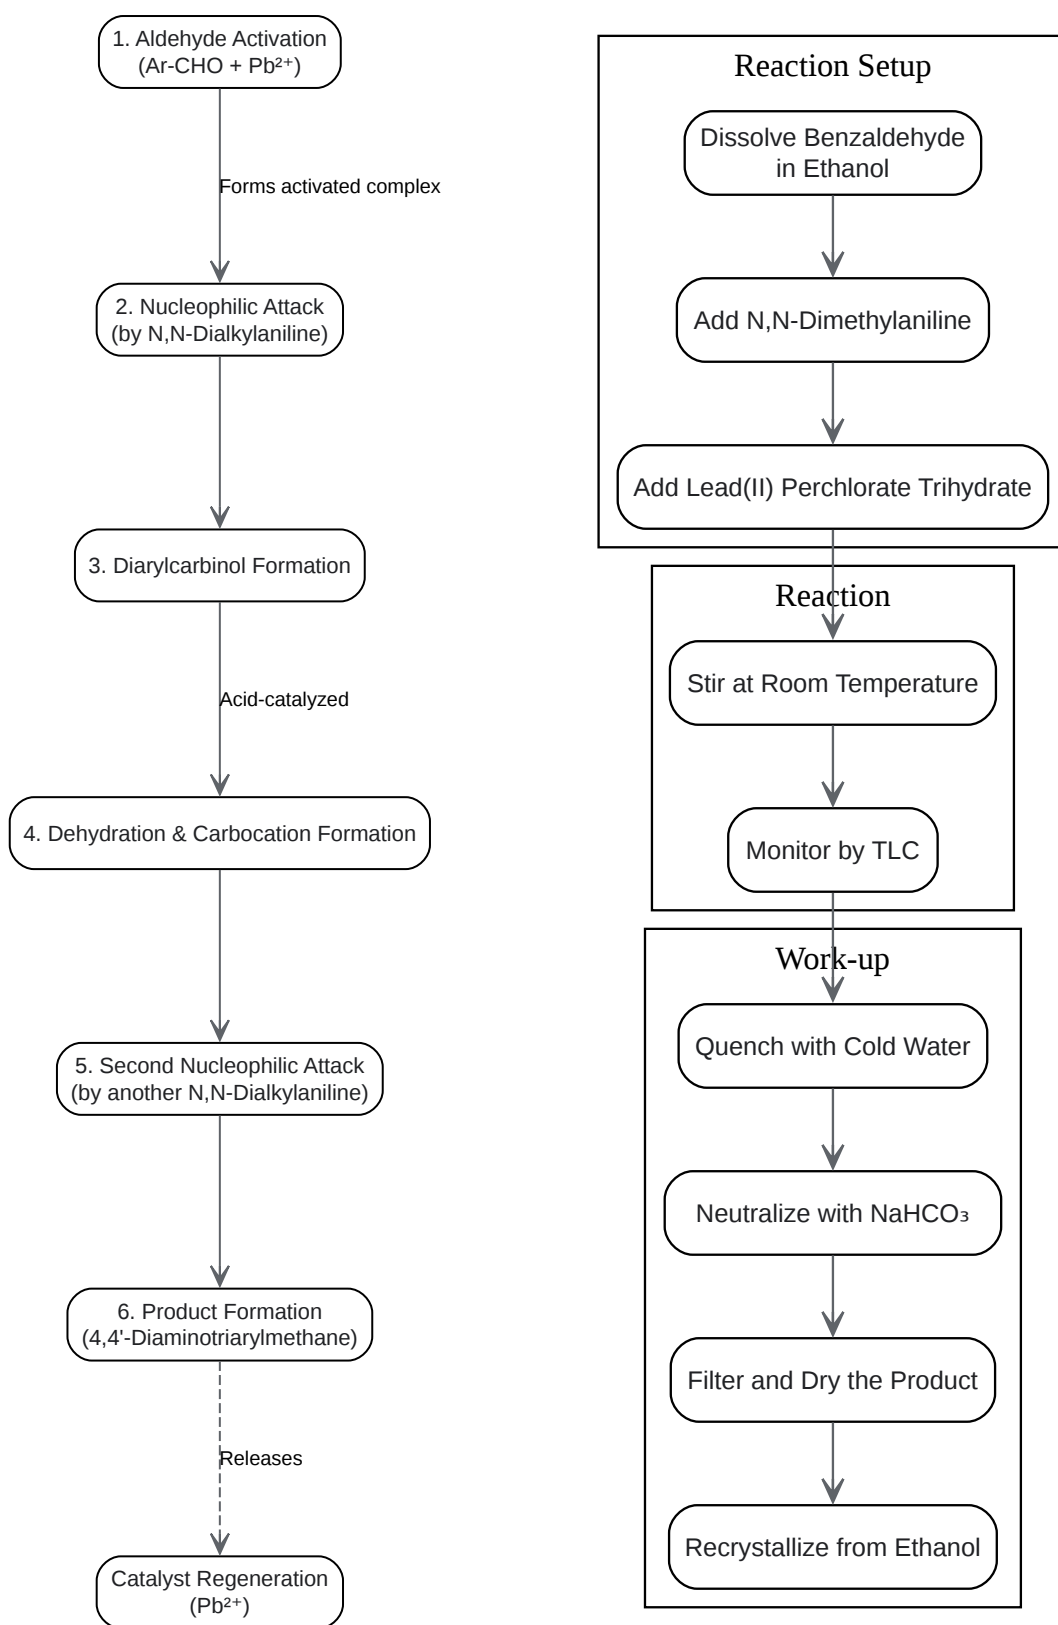 1. Aldehyde Activation
(Ar-CHO + Pb²⁺)
Forms activated complex
2. Nucleophilic Attack
(by N,N-Dialkylaniline)
3. Diarylcarbinol Formation
Acid-catalyzed
4. Dehydration & Carbocation Formation
5. Second Nucleophilic Attack
(by another N,N-Dialkylaniline)
6. Product Formation
(4,4'-Diaminotriarylmethane)
Releases
Catalyst Regeneration
(Pb²⁺)
Reaction Setup
Dissolve Benzaldehyde
in Ethanol
Add N,N-Dimethylaniline
Add Lead(II) Perchlorate Trihydrate
Reaction
Stir at Room Temperature
Monitor by TLC
Work-up
Quench with Cold Water
Neutralize with NaHCO₃
Filter and Dry the Product
Recrystallize from Ethanol